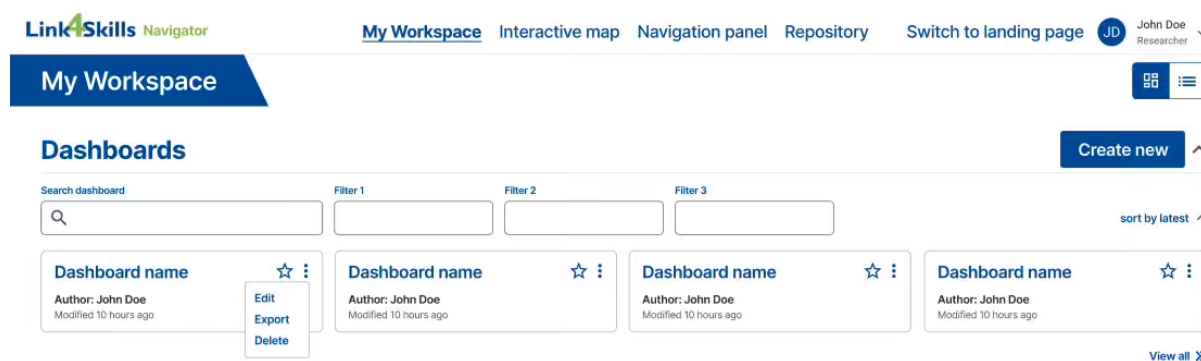 Link4Skills Navigator
My Workspace Interactive map Navigation panel Repository Switch to landing page JD John Doe
Researcher
My Workspace
Dashboards Create new
Search dashboard Filter 1 Filter 2 Filter 3
sort by latest
Dashboard name Dashboard name Dashboard name Dashboard name
Author: John Doe Author: John Doe Author: John Doe Author: John Doe
Modified 10 hours ago Modified 10 hours ago Modified 10 hours ago Modified 10 hours ago
Edit
Export
Delete
View all